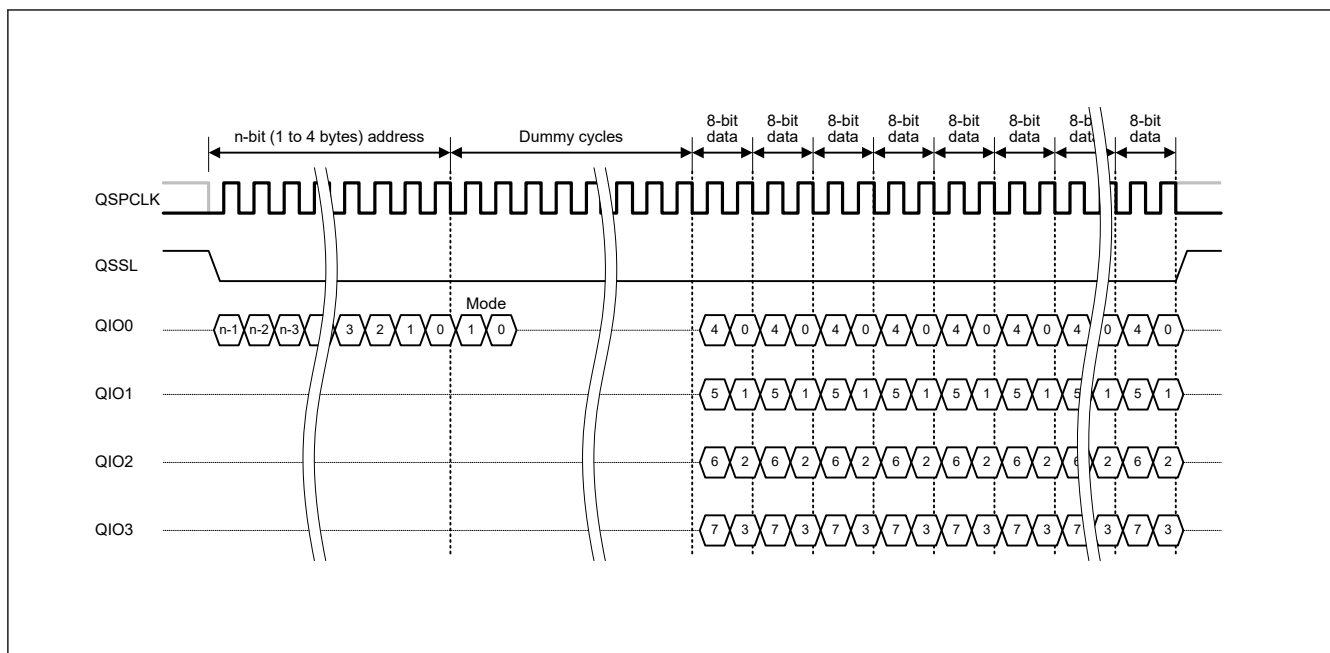 8-bit data 8-bit data 8-bit data 8-bit data 8-bit data 8-bit data 8-bit data 8-bit data
n-bit (1 to 4 bytes) address Dummy cycles
QSPCLK
QSSL
Mode
QIO0 n-1 n-2 n-3 3 2 1 0 1 0 4 0 4 0 4 0 4 0 4 0 4 0 4 0 4 0
QIO1 5 1 5 1 5 1 5 1 5 1 5 1 5 1 5 1
QIO2 6 2 6 2 6 2 6 2 6 2 6 2 6 2 6 2
QIO3 7 3 7 3 7 3 7 3 7 3 7 3 7 3 7 3